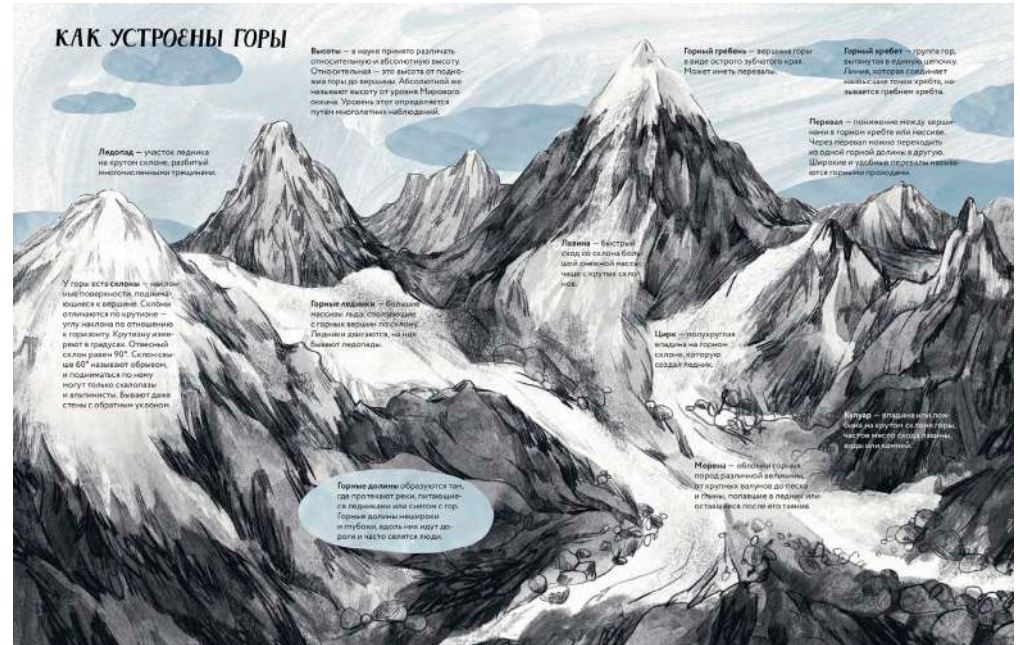 КАК УСТРОЕНЫ ГОРЫ
Высоты — в науке принято различать
относительную и абсолютную высоту.
Относительная — это высота от подно-
жия горы до вершины. Абсолютной же
называют высоту от уровня Мирового
океана. Уровень этот определяется
путём многолетних наблюдений.
Горный гребень — вершина горы
в виде острого зубчатого края.
Может иметь перевалы.
Горный хребет — группа гор,
вытянутая в единую цепочку.
Линия, которая соединяет
наивысшие точки хребта, на-
зывается гребнем хребта.
Перевал — понижение между верши-
нами в горном хребте или массиве.
Через перевал можно переходить
из одной горной долины в другую.
Широкие и удобные перевалы называ-
ются горными проходами.
Ледопад — участок ледника
на крутом склоне, разбитый
многочисленными трещинами.
Лавина — быстрый
сход со склона боль-
шой снежной массы,
чаще с крутых скло-
нов.
У горы есть склоны — наклон-
ные поверхности, поднима-
ющиеся к вершине. Склоны
отличаются по крутизне —
углу наклона по отношению
к горизонту. Крутизну изме-
ряют в градусах. Отвесный
склон равен 90°. Склон свы-
ше 60° называют обрывом,
и подниматься по нему
могут только скалолазы
и альпинисты. Бывают даже
стены с обратным уклоном.
Горные ледники — большие
массивы льда, сползающие
с горных вершин по склону.
Ледники двигаются, на них
бывают ледопады.
Цирк — полукруглая
впадина на горном
склоне, которую
создал ледник.
Кулуар — впадина или лож-
бина на крутом склоне горы,
частое место схода лавины,
воды или камней.
Морена — обломки горных
пород различной величины,
от крупных валунов до песка
и глины, попавшие в ледник или
оставшиеся после его таяния.
Горные долины образуются там,
где протекают реки, питающие-
ся ледниками или снегом с гор.
Горные долины нешироки
и глубоки, вдоль них идут до-
роги и часто селятся люди.